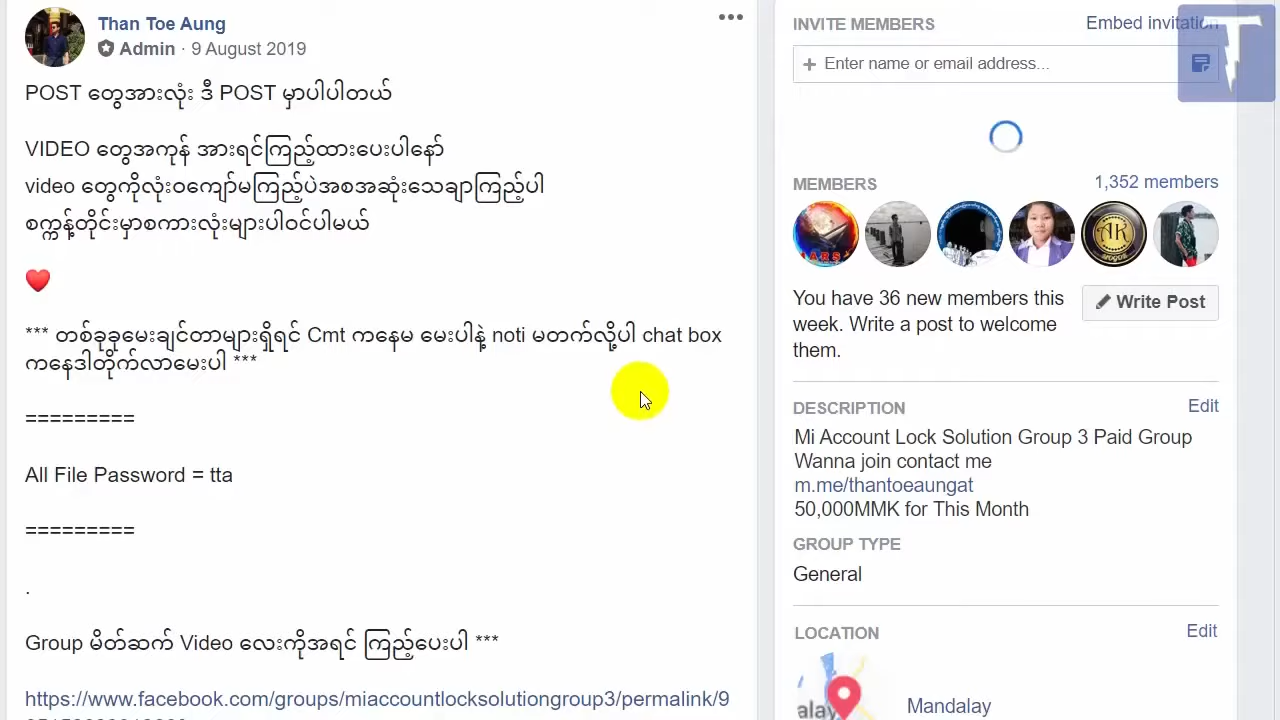 Than Toe Aung
Admin · 9 August 2019
POST တွေအားလုံး ဒီ POST မှာပါပါတယ်
VIDEO တွေအကုန် အားရင်ကြည့်ထားပေးပါနော်
video တွေကိုလုံးဝကျော်မကြည့်ပဲအစအဆုံးသေချာကြည့်ပါ
စက္ကန့်တိုင်းမှာစကားလုံးများပါဝင်ပါမယ်
*** တစ်ခုခုမေးချင်တာများရှိရင် Cmt ကနေမ မေးပါနဲ့ noti မတက်လို့ပါ chat box
ကနေဒါတိုက်လာမေးပါ ***
=========
All File Password = tta
=========
.
Group မိတ်ဆက် Video လေးကိုအရင် ကြည့်ပေးပါ ***
https://www.facebook.com/groups/miaccountlocksolutiongroup3/permalink/9
INVITE MEMBERS
Embed invitation
+ Enter name or email address...
MEMBERS
1,352 members
You have 36 new members this
week. Write a post to welcome
them.
Write Post
DESCRIPTION
Edit
Mi Account Lock Solution Group 3 Paid Group
Wanna join contact me
m.me/thantoeaungat
50,000MMK for This Month
GROUP TYPE
General
LOCATION
Edit
Mandalay